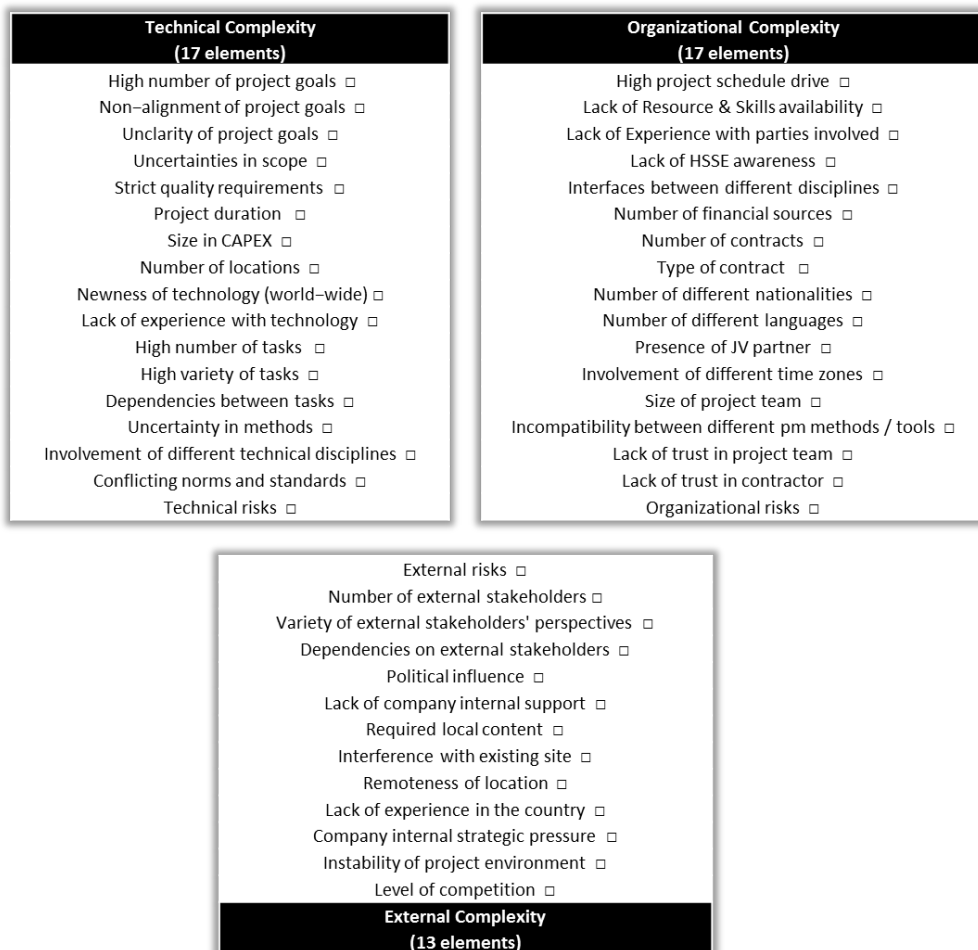 Technical Complexity
(17 elements)
High number of project goals □
Non–alignment of project goals □
Unclarity of project goals □
Uncertainties in scope □
Strict quality requirements □
Project duration □
Size in CAPEX □
Number of locations □
Newness of technology (world–wide) □
Lack of experience with technology □
High number of tasks □
High variety of tasks □
Dependencies between tasks □
Uncertainty in methods □
Involvement of different technical disciplines □
Conflicting norms and standards □
Technical risks □
Organizational Complexity
(17 elements)
High project schedule drive □
Lack of Resource & Skills availability □
Lack of Experience with parties involved □
Lack of HSSE awareness □
Interfaces between different disciplines □
Number of financial sources □
Number of contracts □
Type of contract □
Number of different nationalities □
Number of different languages □
Presence of JV partner □
Involvement of different time zones □
Size of project team □
Incompatibility between different pm methods / tools □
Lack of trust in project team □
Lack of trust in contractor □
Organizational risks □
External risks □
Number of external stakeholders □
Variety of external stakeholders' perspectives □
Dependencies on external stakeholders □
Political influence □
Lack of company internal support □
Required local content □
Interference with existing site □
Remoteness of location □
Lack of experience in the country □
Company internal strategic pressure □
Instability of project environment □
Level of competition □
External Complexity
(13 elements)